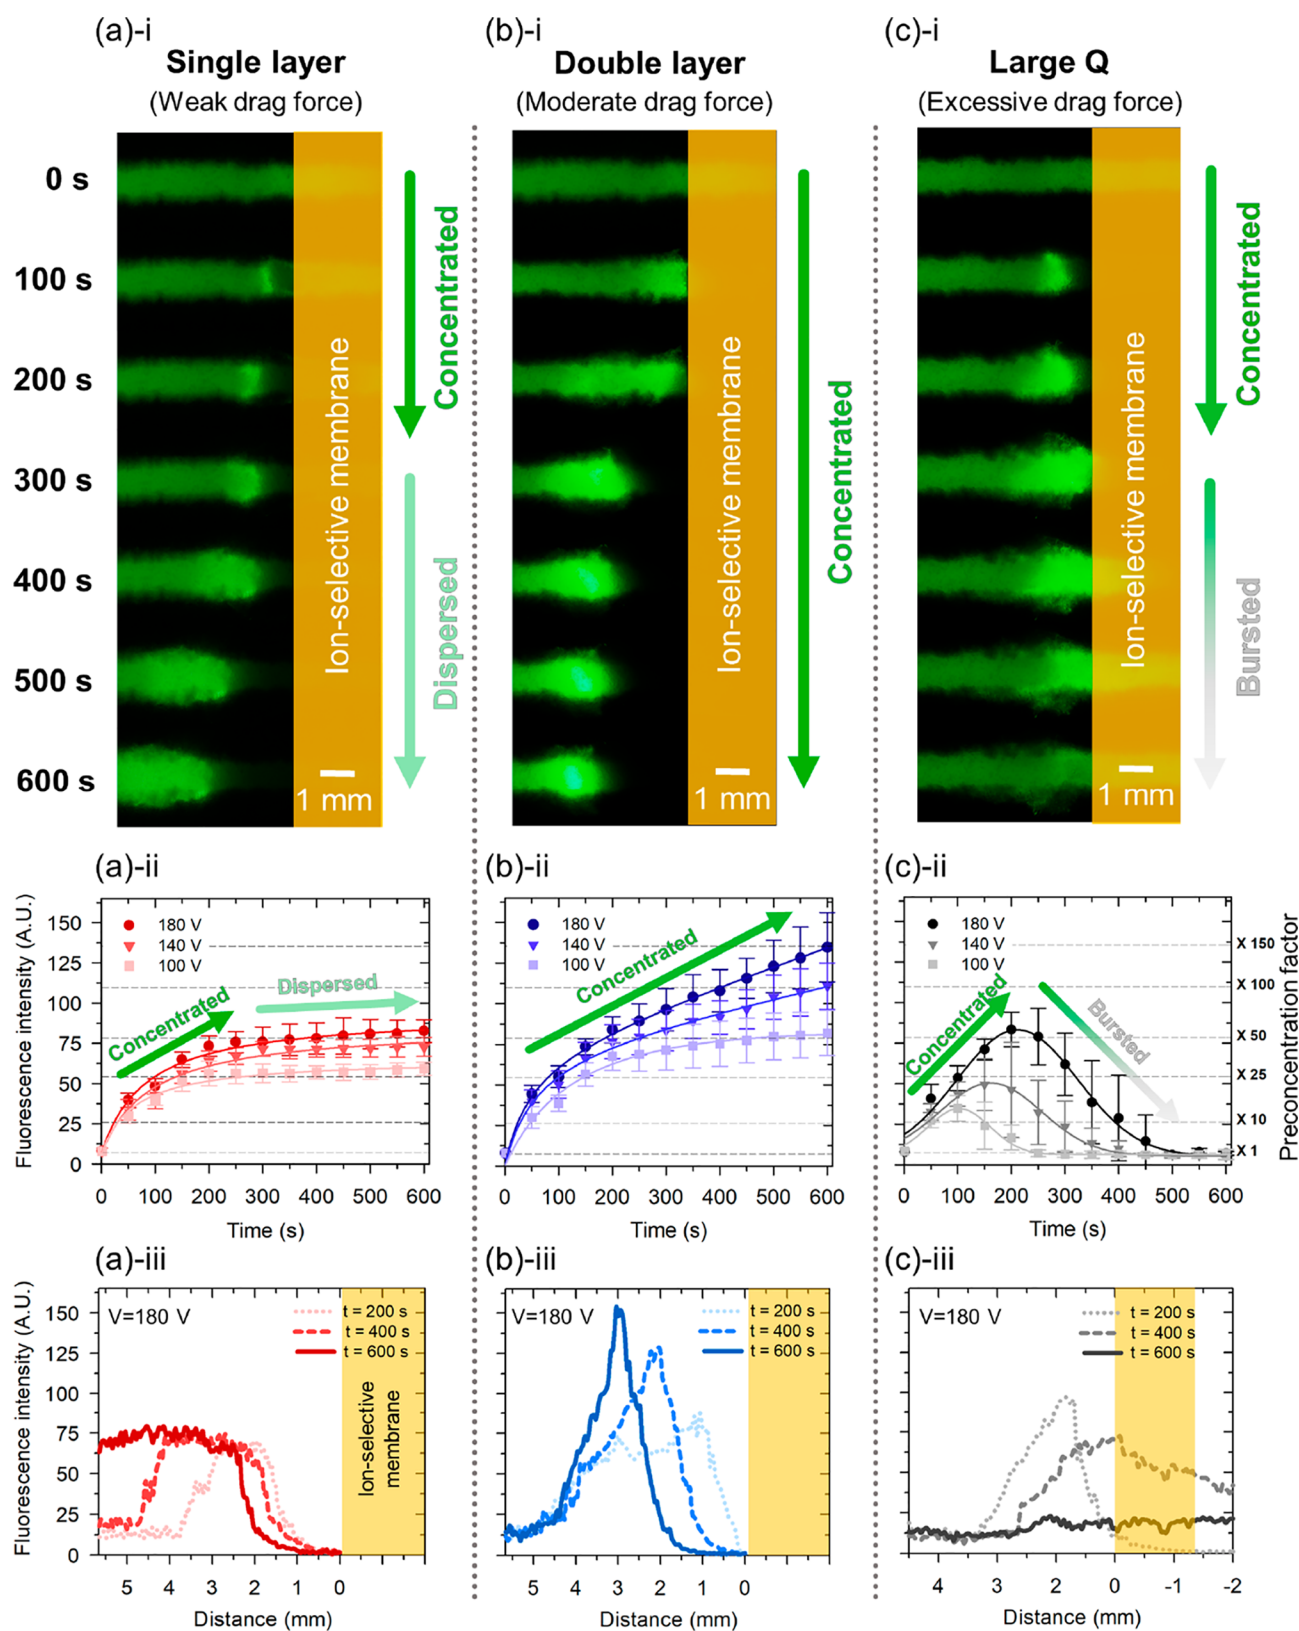 (a)-i
Single layer
(Weak drag force)
(b)-i
Double layer
(Moderate drag force)
(c)-i
Large Q
(Excessive drag force)
0 s
100 s
200 s
300 s
400 s
500 s
600 s
Ion-selective membrane
1 mm
Concentrated
Dispersed
Ion-selective membrane
1 mm
Concentrated
Ion-selective membrane
1 mm
Concentrated
Bursted
(a)-ii
Fluorescence intensity (A.U.)
150
125
100
75
50
25
0
180 V
140 V
100 V
Concentrated
Dispersed
0 100 200 300 400 500 600
Time (s)
(b)-ii
180 V
140 V
100 V
Concentrated
0 100 200 300 400 500 600
Time (s)
(c)-ii
180 V
140 V
100 V
Concentrated
Bursted
X 150
X 100
X 50
X 25
X 10
X 1
Preconcentration factor
0 100 200 300 400 500 600
Time (s)
(a)-iii
Fluorescence intensity (A.U.)
150
125
100
75
50
25
0
V=180 V
t = 200 s
t = 400 s
t = 600 s
Ion-selective
membrane
5 4 3 2 1 0
Distance (mm)
(b)-iii
V=180 V
t = 200 s
t = 400 s
t = 600 s
5 4 3 2 1 0
Distance (mm)
(c)-iii
V=180 V
t = 200 s
t = 400 s
t = 600 s
4 3 2 1 0 -1 -2
Distance (mm)